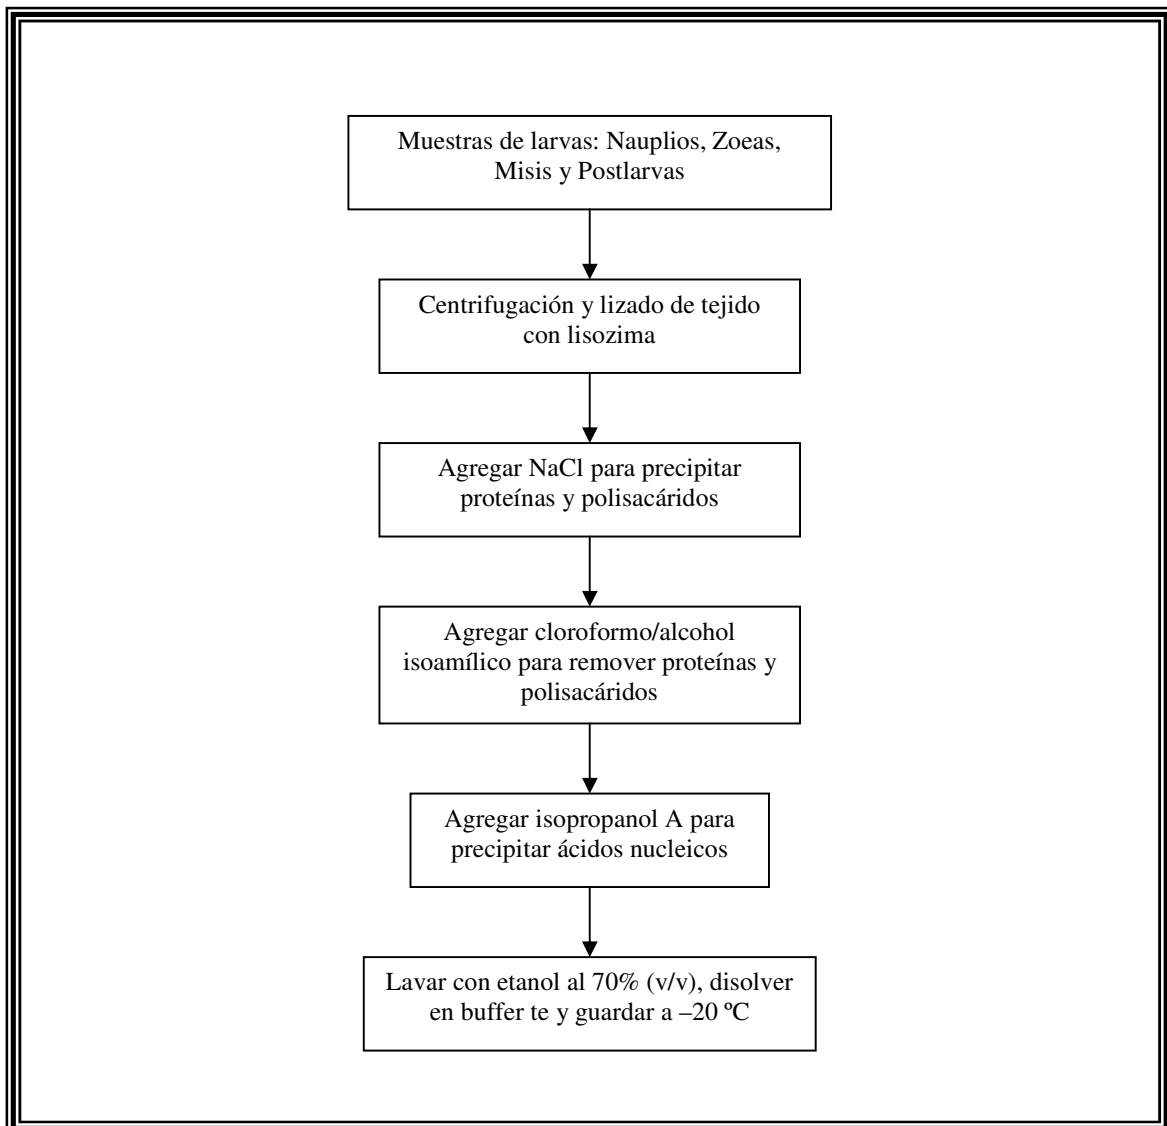 Muestras de larvas: Nauplios, Zoeas,
Misis y Postlarvas
Centrifugación y lizado de tejido
con lisozima
Agregar NaCl para precipitar
proteínas y polisacáridos
Agregar cloroformo/alcohol
isoamílico para remover proteínas y
polisacáridos
Agregar isopropanol A para
precipitar ácidos nucleicos
Lavar con etanol al 70% (v/v), disolver
en buffer te y guardar a –20 ºC